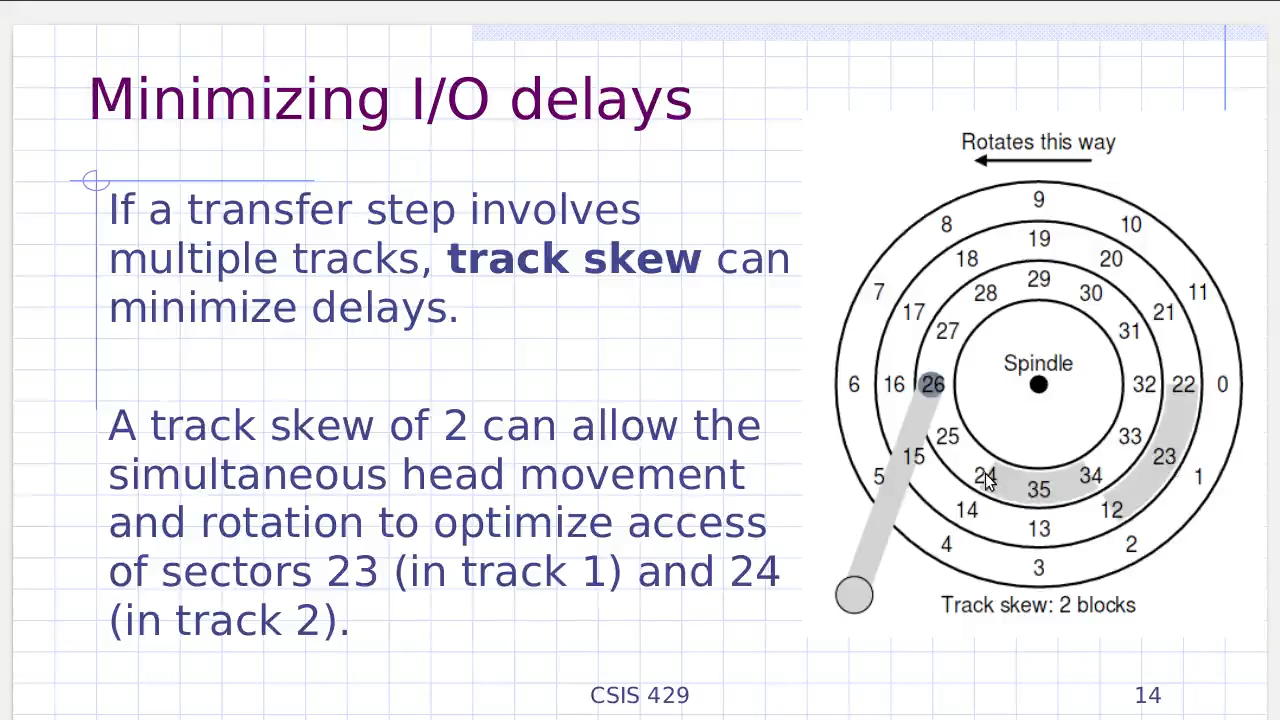 Minimizing I/O delays
If a transfer step involves
multiple tracks, track skew can
minimize delays.
A track skew of 2 can allow the
simultaneous head movement
and rotation to optimize access
of sectors 23 (in track 1) and 24
(in track 2).
Rotates this way
9
8
10
19
18
20
29
28
30
7
11
17
21
27
31
Spindle
6
16
26
32
22
0
25
33
15
23
5
24
34
1
35
14
12
13
4
2
3
Track skew: 2 blocks
CSIS 429
14